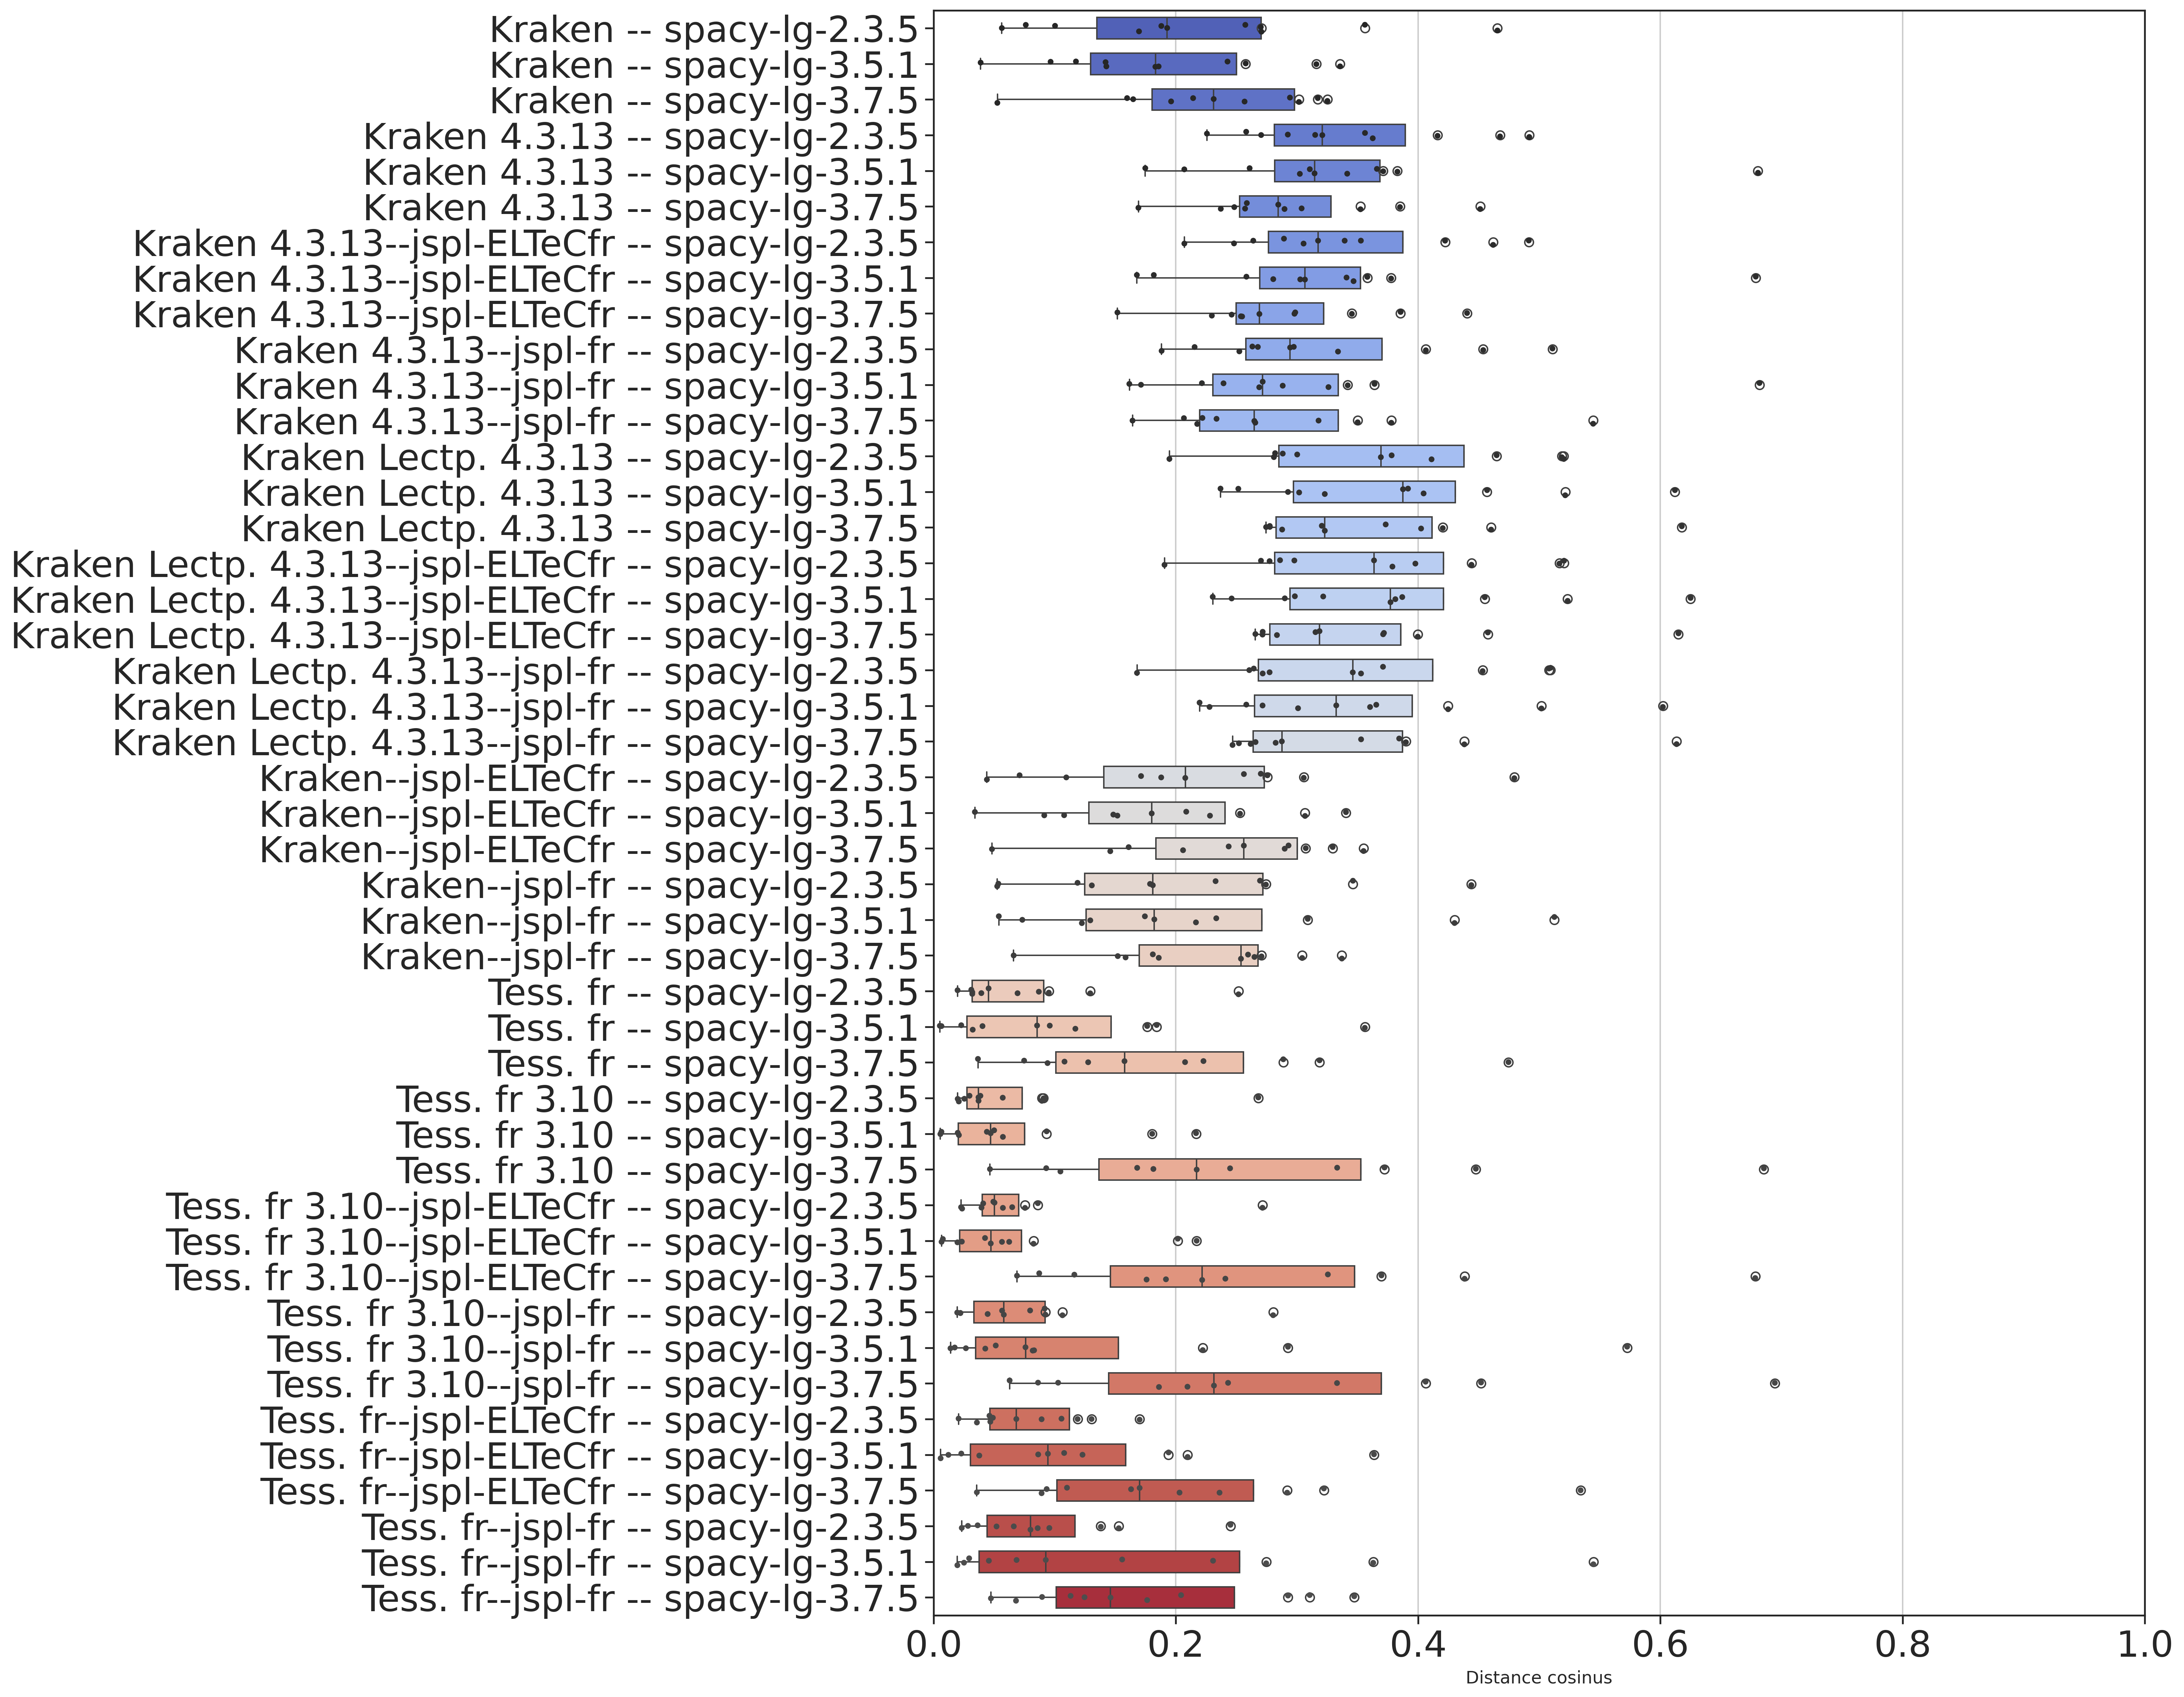 Kraken -- spacy-lg-2.3.5
Kraken -- spacy-lg-3.5.1
Kraken -- spacy-lg-3.7.5
Kraken 4.3.13 -- spacy-lg-2.3.5
Kraken 4.3.13 -- spacy-lg-3.5.1
Kraken 4.3.13 -- spacy-lg-3.7.5
Kraken 4.3.13--jspl-ELTeCfr -- spacy-lg-2.3.5
Kraken 4.3.13--jspl-ELTeCfr -- spacy-lg-3.5.1
Kraken 4.3.13--jspl-ELTeCfr -- spacy-lg-3.7.5
Kraken 4.3.13--jspl-fr -- spacy-lg-2.3.5
Kraken 4.3.13--jspl-fr -- spacy-lg-3.5.1
Kraken 4.3.13--jspl-fr -- spacy-lg-3.7.5
Kraken Lectp. 4.3.13 -- spacy-lg-2.3.5
Kraken Lectp. 4.3.13 -- spacy-lg-3.5.1
Kraken Lectp. 4.3.13 -- spacy-lg-3.7.5
Kraken Lectp. 4.3.13--jspl-ELTeCfr -- spacy-lg-2.3.5
Kraken Lectp. 4.3.13--jspl-ELTeCfr -- spacy-lg-3.5.1
Kraken Lectp. 4.3.13--jspl-ELTeCfr -- spacy-lg-3.7.5
Kraken Lectp. 4.3.13--jspl-fr -- spacy-lg-2.3.5
Kraken Lectp. 4.3.13--jspl-fr -- spacy-lg-3.5.1
Kraken Lectp. 4.3.13--jspl-fr -- spacy-lg-3.7.5
Kraken--jspl-ELTeCfr -- spacy-lg-2.3.5
Kraken--jspl-ELTeCfr -- spacy-lg-3.5.1
Kraken--jspl-ELTeCfr -- spacy-lg-3.7.5
Kraken--jspl-fr -- spacy-lg-2.3.5
Kraken--jspl-fr -- spacy-lg-3.5.1
Kraken--jspl-fr -- spacy-lg-3.7.5
Tess. fr -- spacy-lg-2.3.5
Tess. fr -- spacy-lg-3.5.1
Tess. fr -- spacy-lg-3.7.5
Tess. fr 3.10 -- spacy-lg-2.3.5
Tess. fr 3.10 -- spacy-lg-3.5.1
Tess. fr 3.10 -- spacy-lg-3.7.5
Tess. fr 3.10--jspl-ELTeCfr -- spacy-lg-2.3.5
Tess. fr 3.10--jspl-ELTeCfr -- spacy-lg-3.5.1
Tess. fr 3.10--jspl-ELTeCfr -- spacy-lg-3.7.5
Tess. fr 3.10--jspl-fr -- spacy-lg-2.3.5
Tess. fr 3.10--jspl-fr -- spacy-lg-3.5.1
Tess. fr 3.10--jspl-fr -- spacy-lg-3.7.5
Tess. fr--jspl-ELTeCfr -- spacy-lg-2.3.5
Tess. fr--jspl-ELTeCfr -- spacy-lg-3.5.1
Tess. fr--jspl-ELTeCfr -- spacy-lg-3.7.5
Tess. fr--jspl-fr -- spacy-lg-2.3.5
Tess. fr--jspl-fr -- spacy-lg-3.5.1
Tess. fr--jspl-fr -- spacy-lg-3.7.5
0.0 0.2 0.4 0.6 0.8 1.0
Distance cosinus